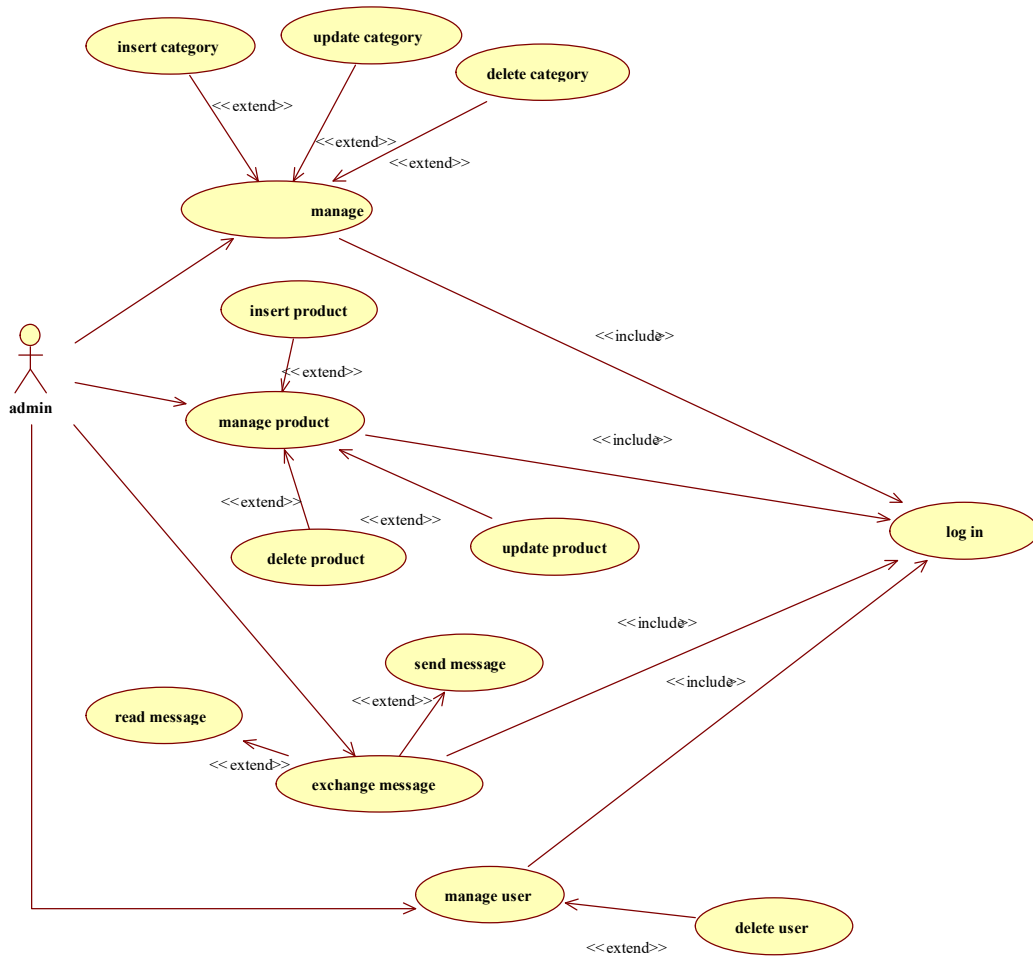 insert category
update category
delete category
<<extend>>
<<extend>>
<<extend>>
manage
insert product
<<include>>
<<extend>>
admin
manage product
<<include>>
<<extend>>
<<extend>>
log in
delete product
update product
<<include>>
send message
<<include>>
<<extend>>
read message
<<extend>>
exchange message
manage user
delete user
<<extend>>